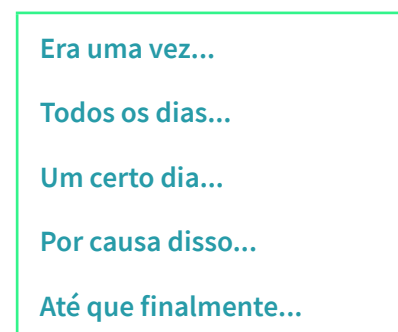 Era uma vez...
Todos os dias...
Um certo dia...
Por causa disso...
Até que finalmente...